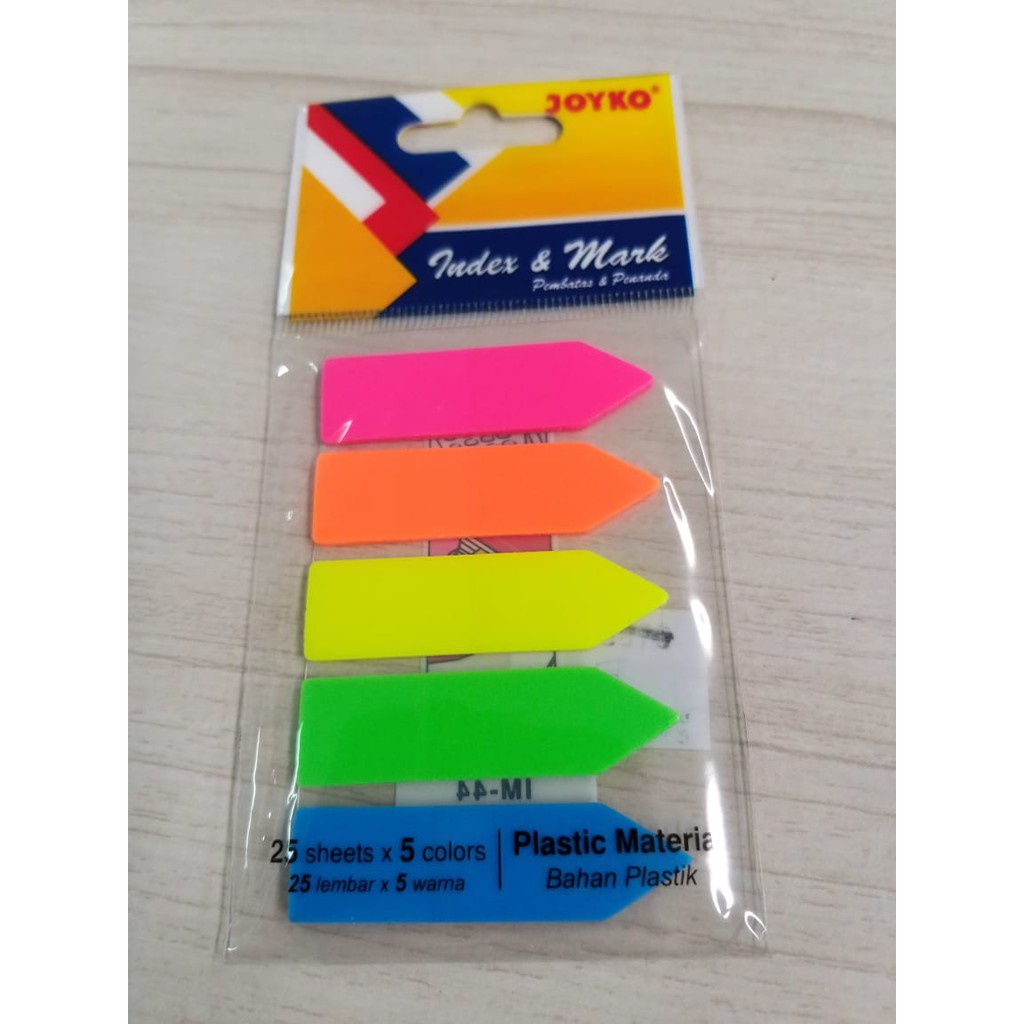 JOYKO®
Index & Mark
Pembatas & Penanda
IM-44
25 sheets x 5 colors
25 lembar x 5 warna
Plastic Materia
Bahan Plastik